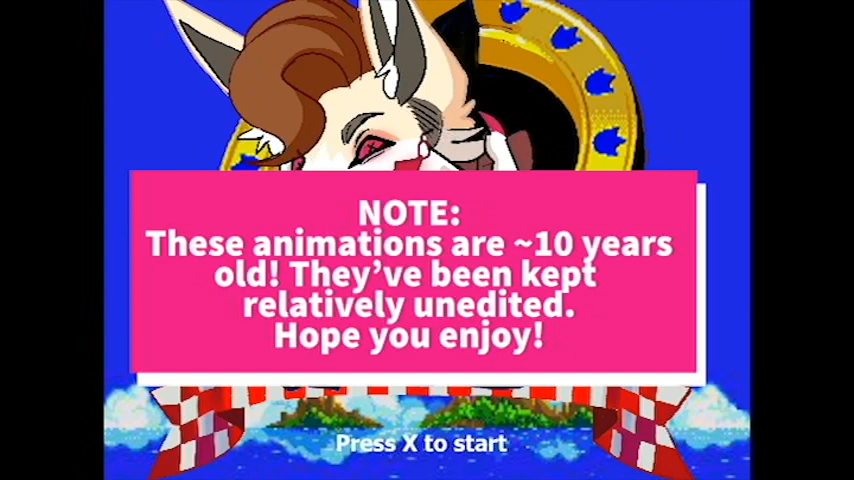 NOTE:
These animations are ~10 years
old! They've been kept
relatively unedited.
Hope you enjoy!
Press X to start